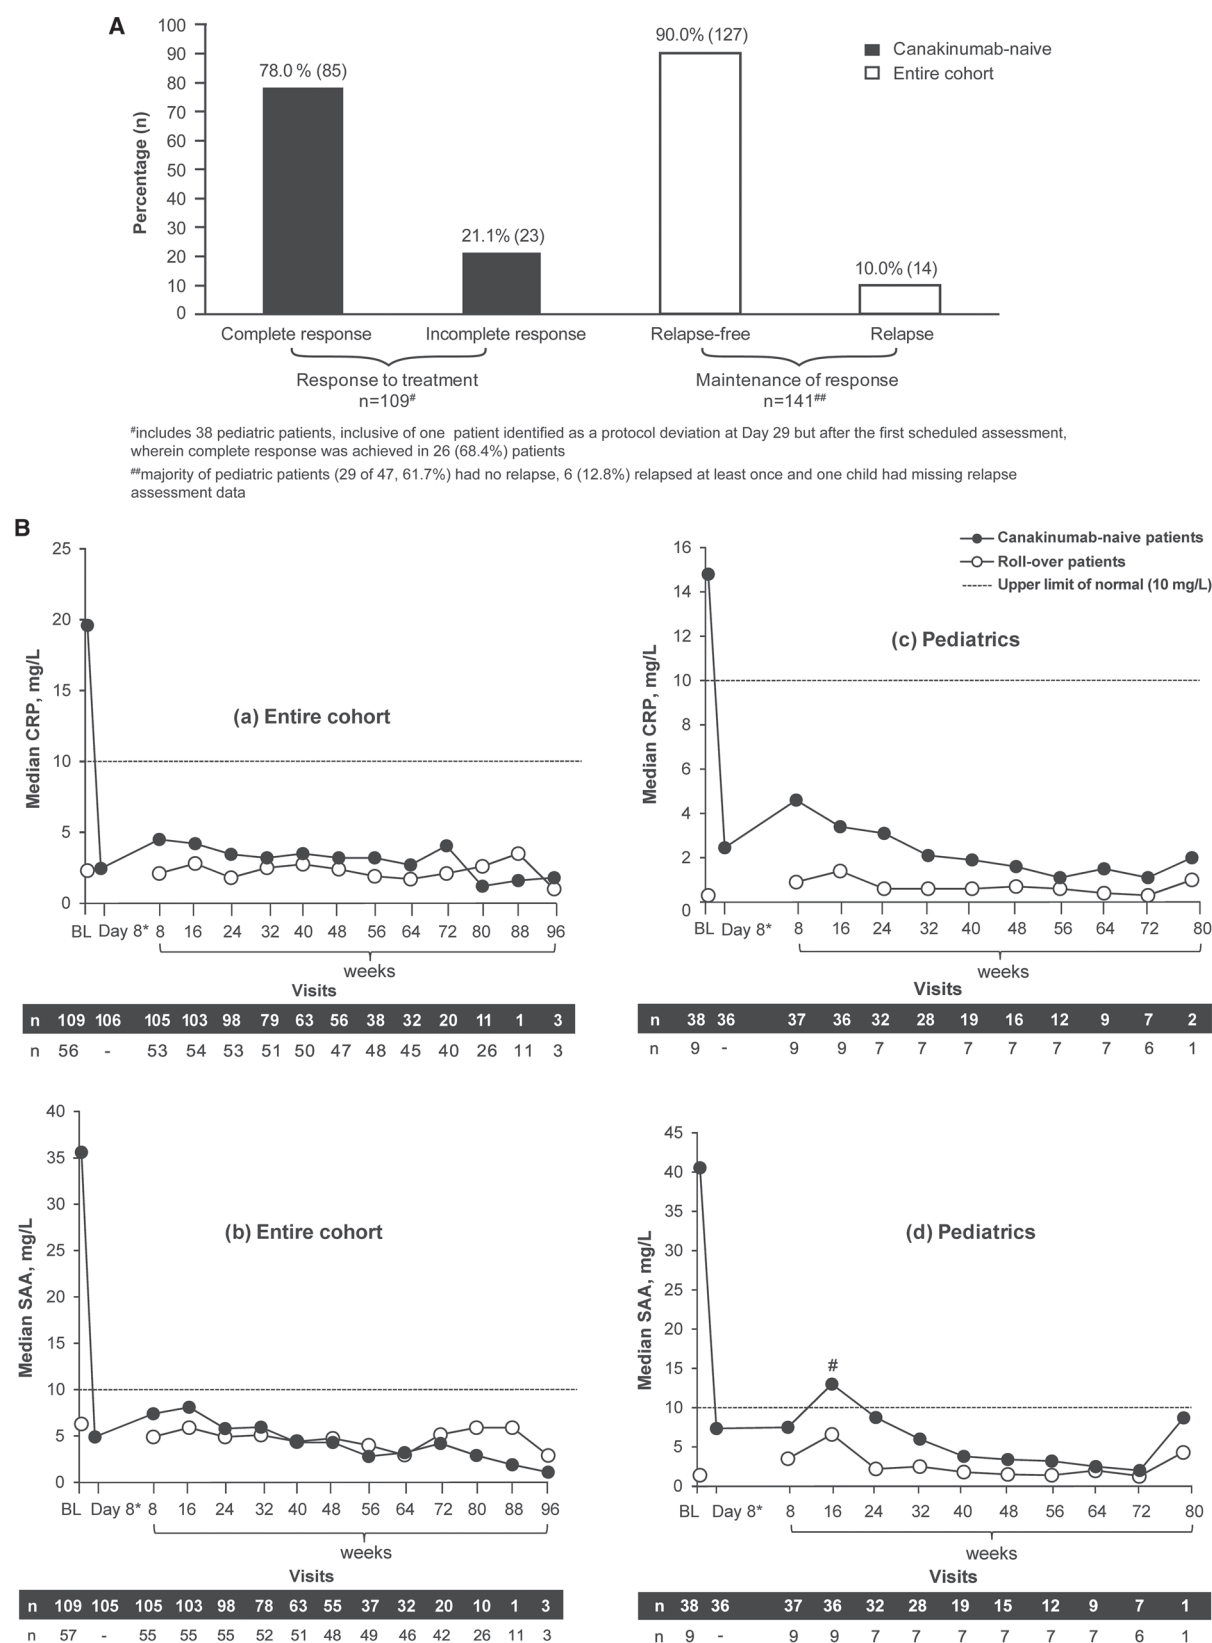 A
100
90
80
70
60
50
40
30
20
10
0
Percentage (n)
78.0 % (85)
21.1% (23)
90.0% (127)
10.0% (14)
Canakinumab-naive
Entire cohort
Complete response
Incomplete response
Relapse-free
Relapse
Response to treatment
n=109#
Maintenance of response
n=141##
#includes 38 pediatric patients, inclusive of one patient identified as a protocol deviation at Day 29 but after the first scheduled assessment,
wherein complete response was achieved in 26 (68.4%) patients
##majority of pediatric patients (29 of 47, 61.7%) had no relapse, 6 (12.8%) relapsed at least once and one child had missing relapse
assessment data
B
25
20
15
10
5
0
Median CRP, mg/L
(a) Entire cohort
BL Day 8* 8 16 24 32 40 48 56 64 72 80 88 96
weeks
Visits
n 109 106 105 103 98 79 63 56 38 32 20 11 1 3
n 56 - 53 54 53 51 50 47 48 45 40 26 11 3
Canakinumab-naive patients
Roll-over patients
Upper limit of normal (10 mg/L)
16
14
12
10
8
6
4
2
0
Median CRP, mg/L
(c) Pediatrics
BL Day 8* 8 16 24 32 40 48 56 64 72 80
weeks
Visits
n 38 36 37 36 32 28 19 16 12 9 7 2
n 9 - 9 9 7 7 7 7 7 7 6 1
40
35
30
25
20
15
10
5
0
Median SAA, mg/L
(b) Entire cohort
BL Day 8* 8 16 24 32 40 48 56 64 72 80 88 96
weeks
Visits
n 109 105 105 103 98 78 63 55 37 32 20 10 1 3
n 57 - 55 55 55 52 51 48 49 46 42 26 11 3
45
40
35
30
25
20
15
10
5
0
Median SAA, mg/L
(d) Pediatrics
#
BL Day 8* 8 16 24 32 40 48 56 64 72 80
weeks
Visits
n 38 36 37 36 32 28 19 15 12 9 7 1
n 9 - 9 9 7 7 7 7 7 7 6 1